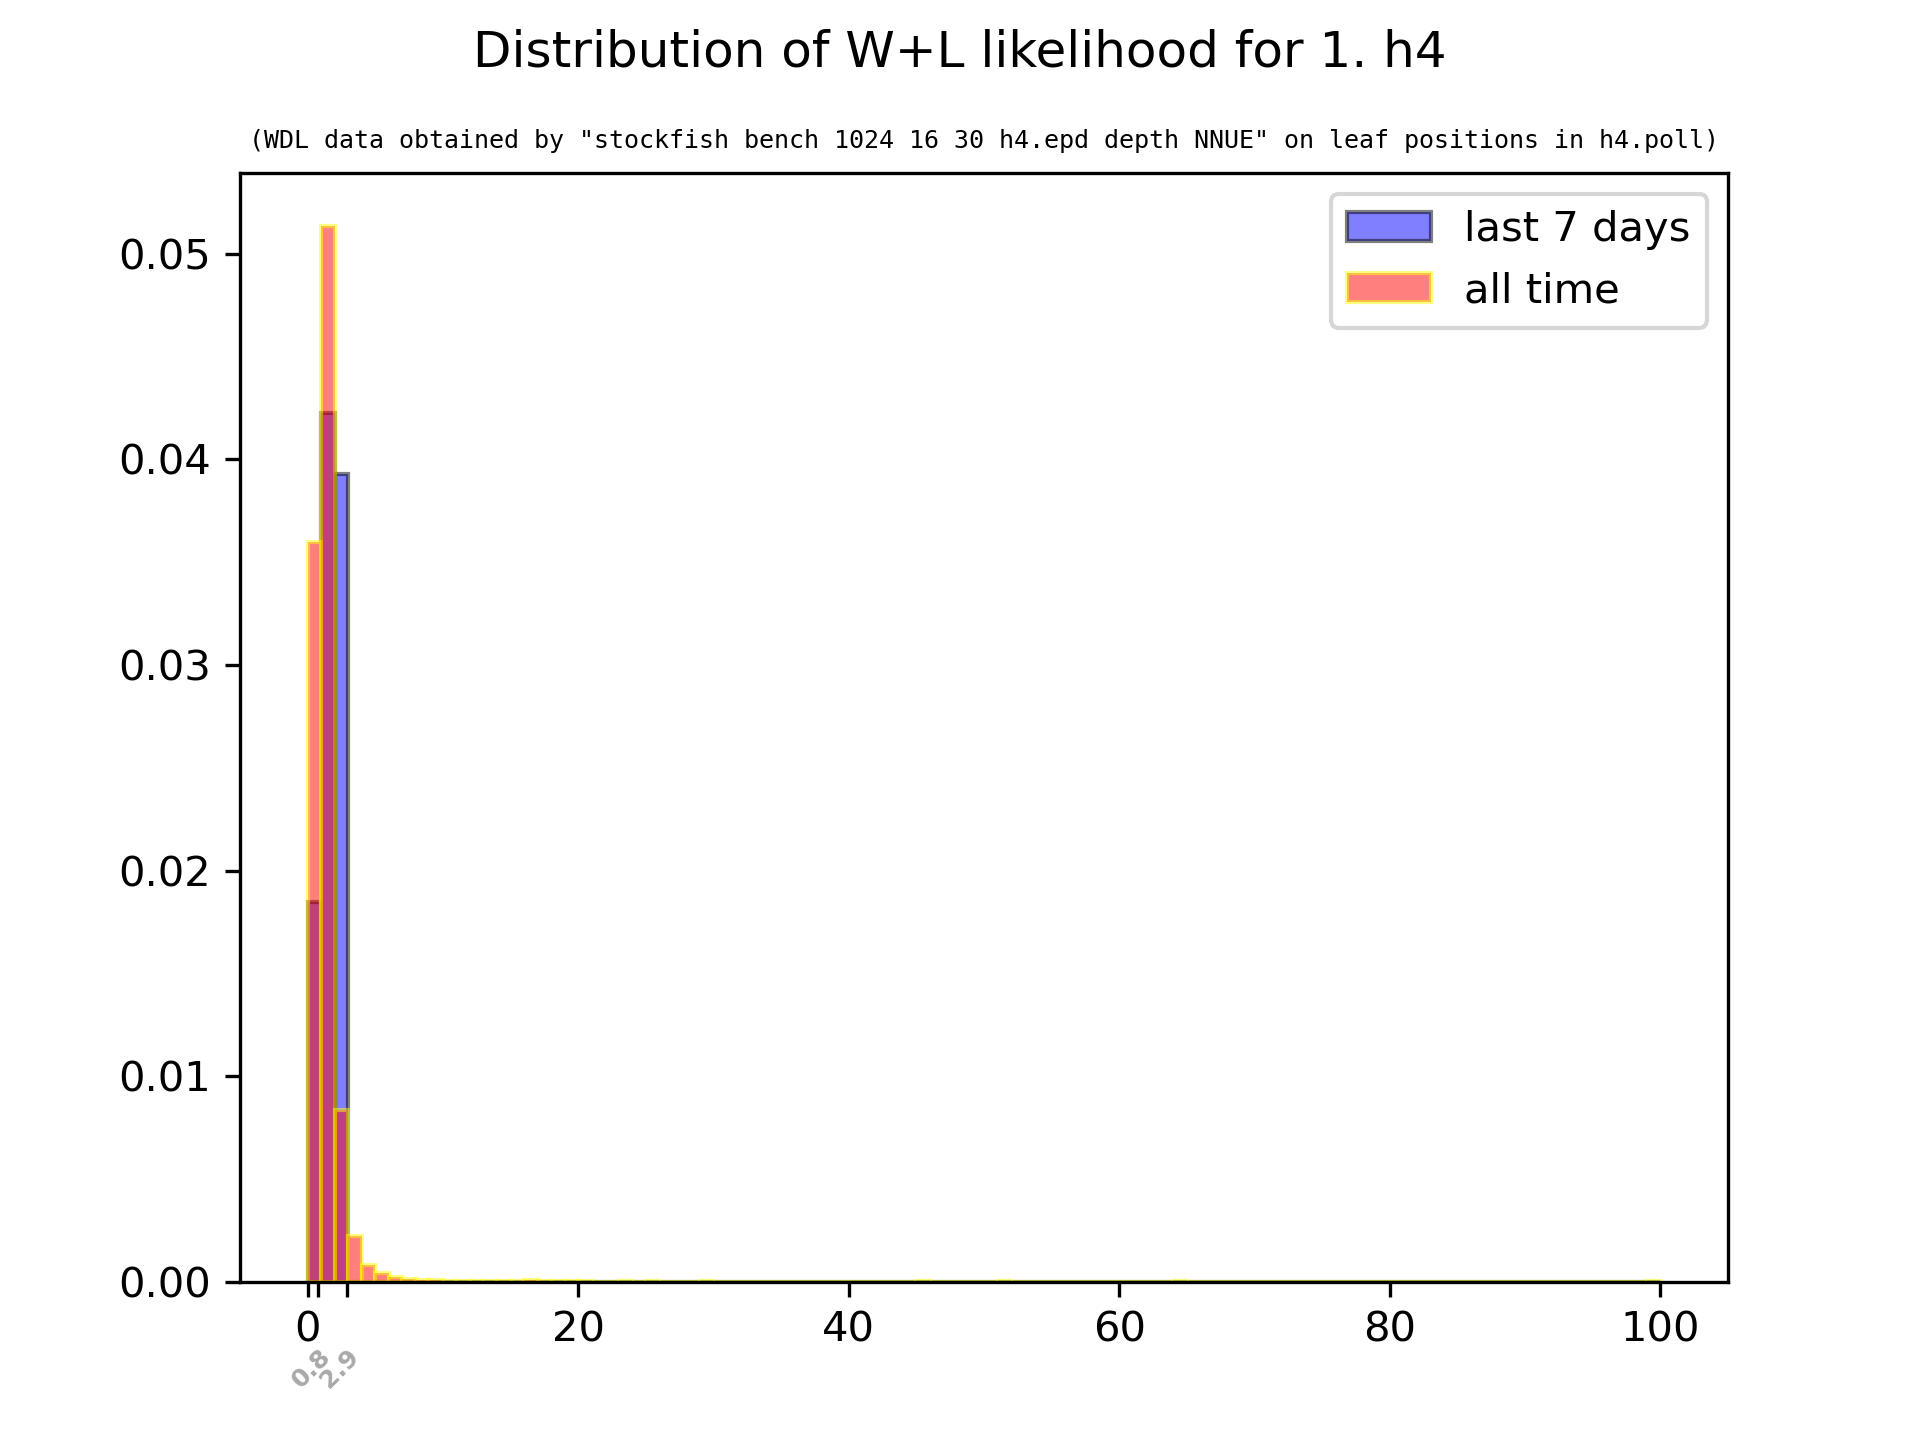 Distribution of W+L likelihood for 1. h4
(WDL data obtained by "stockfish bench 1024 16 30 h4.epd depth NNUE" on leaf positions in h4.poll)
last 7 days
all time
0.05
0.04
0.03
0.02
0.01
0.00
0 20 40 60 80 100
0.8 2.9